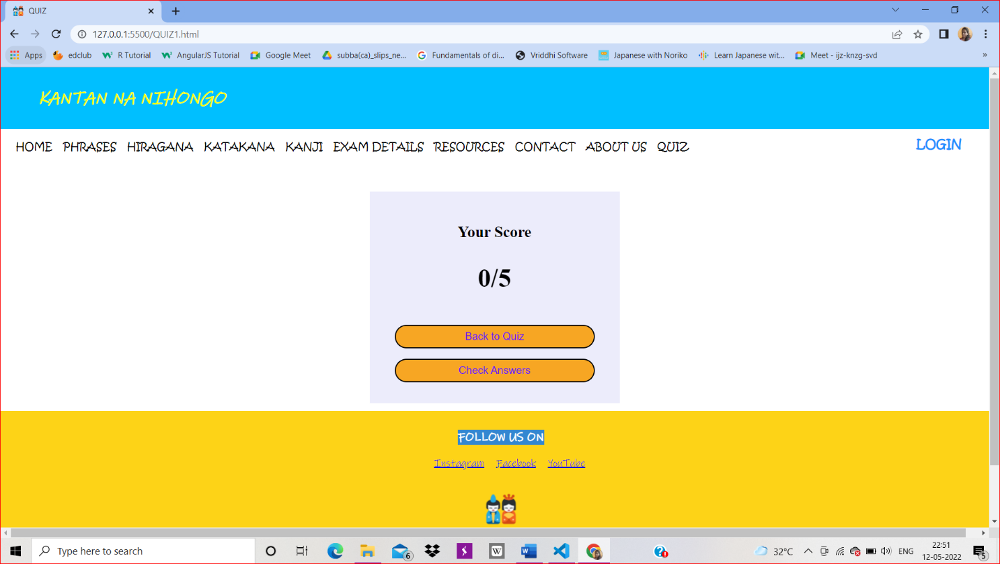 QUIZ
127.0.0.1:5500/QUIZ1.html
Apps edclub R Tutorial AngularJS Tutorial Google Meet subba(ca)_slips_ne... Fundamentals of di... Vriddhi Software Japanese with Noriko Learn Japanese wit... Meet - ijz-knzg-svd »
KANTAN NA NIHONGO
HOME PHRASES HIRAGANA KATAKANA KANJI EXAM DETAILS RESOURCES CONTACT ABOUT US QUIZ LOGIN
Your Score
0/5
Back to Quiz
Check Answers
FOLLOW US ON
Instagram Facebook YouTube
Type here to search 6 W 32°C ENG 22:51
12-05-2022 5